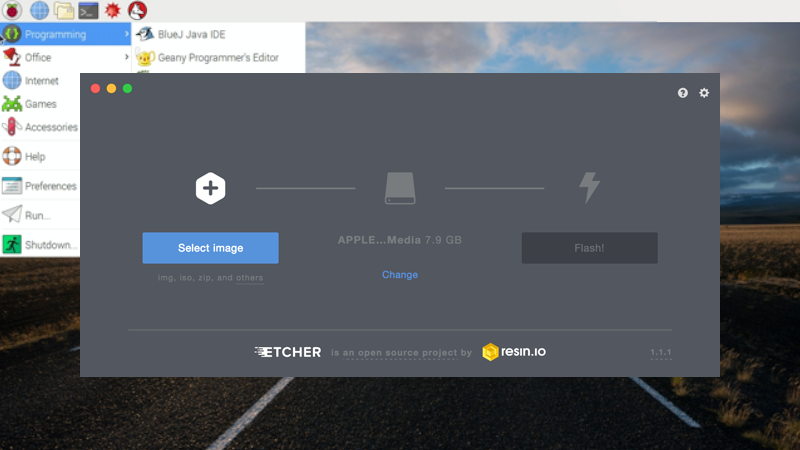 Programming
BlueJ Java IDE
Office
Geany Programmer's Editor
Internet
Games
Accessories
Help
Preferences
Run...
Shutdown...
Select image
img, iso, zip, and others
APPLE...Media 7.9 GB
Change
Flash!
ETCHER is an open source project by resin.io
1.1.1